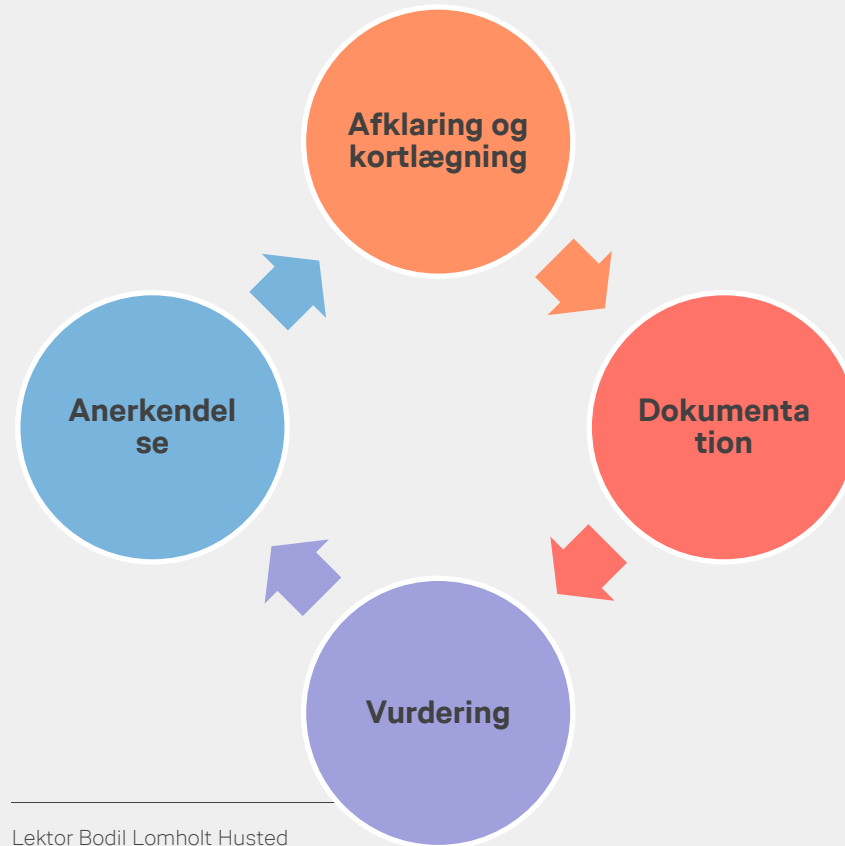 Afklaring og
kortlægning
Anerkendel
se
Dokumenta
tion
Vurdering
Lektor Bodil Lomholt Husted